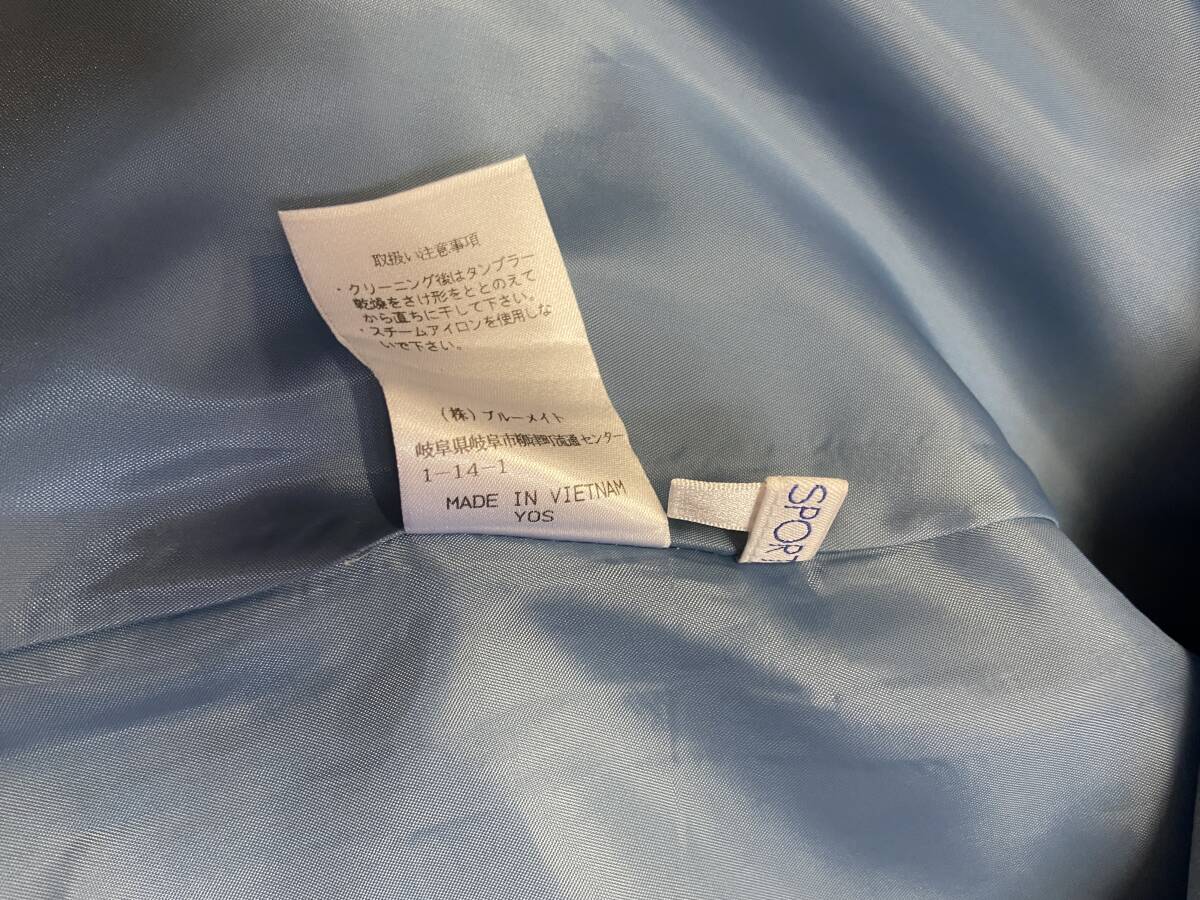 取扱い注意事項
・クリーニング後はタンブラー
乾燥をさけ形をととのえて
から直ちに干して下さい。
・スチームアイロンを使用しな
いで下さい。
(株)ブルーメイト
岐阜県岐阜市柳津町流通センター
1-14-1
MADE IN VIETNAM
YOS
SPORT